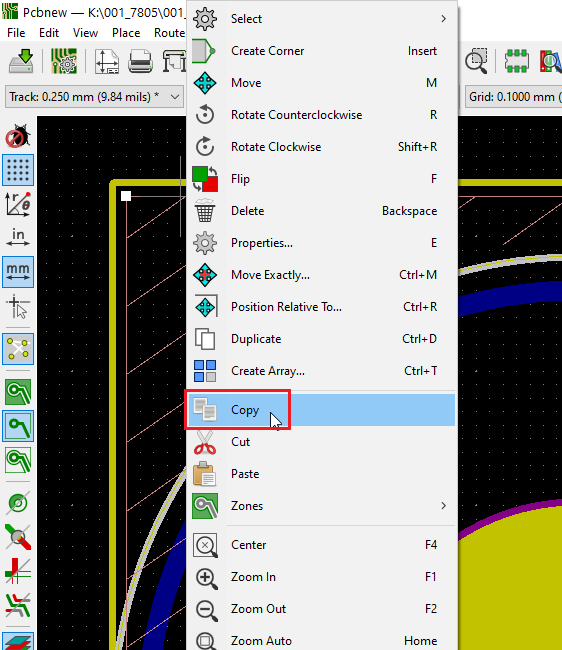 Pcbnew — K:\001_7805\001_
File Edit View Place Route
Track: 0.250 mm (9.84 mils) *
Grid: 0.1000 mm (
r θ
in
mm
Select
Create Corner Insert
Move M
Rotate Counterclockwise R
Rotate Clockwise Shift+R
Flip F
Delete Backspace
Properties... E
Move Exactly... Ctrl+M
Position Relative To... Ctrl+R
Duplicate Ctrl+D
Create Array... Ctrl+T
Copy
Cut
Paste
Zones
Center F4
Zoom In F1
Zoom Out F2
Zoom Auto Home